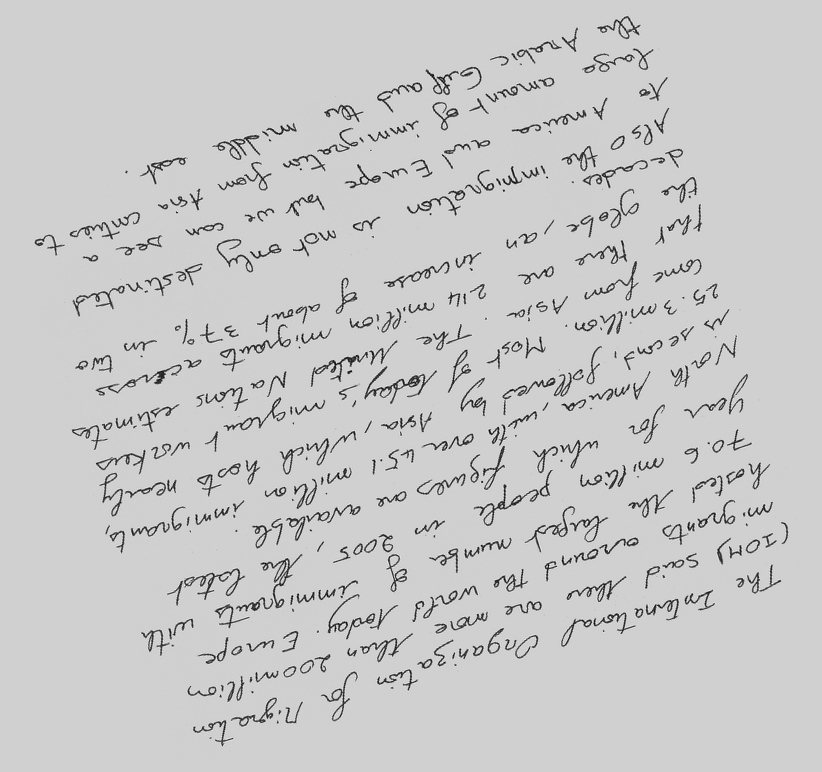 The International Organization for Migration
(IOM) said there are more than 200 million
migrants around the world today. Europe
hosted the largest number of immigrants with
70.6 million people in 2005, the latest
year for which figures are available.
North America, with over 45.1 million immigrants,
is second, followed by Asia, which hosts nearly
25.3 million. Most of today's migrant workers
come from Asia. The United Nations estimates
that there are 214 million migrants across
the globe, an increase of about 37% in two
decades.
Also the immigration is not only destinated
to America and Europe but we can see a
large amount of immigration from Asia contries to
the Arabic Gulf and the middle east.